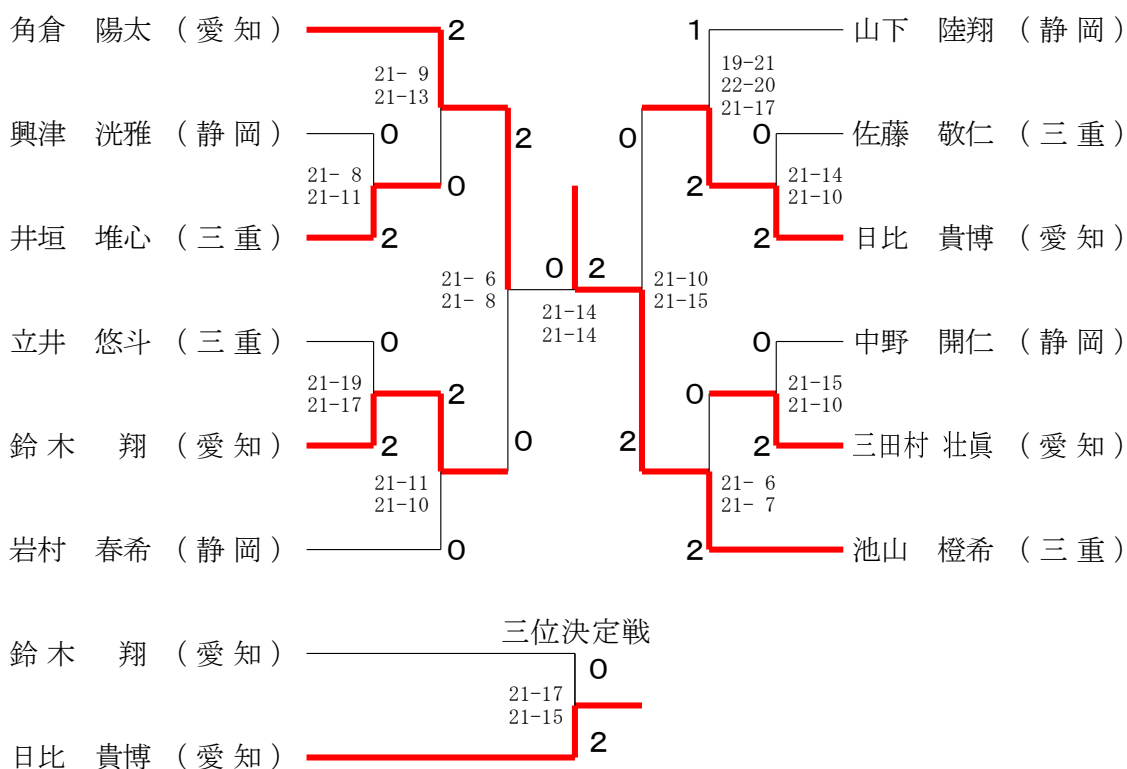 角倉 陽太 (愛知) 2 1 山下 陸翔 (静岡)
21- 9 19-21
21-13 22-20
21-17
興津 洸雅 (静岡) 0 2 0 0 佐藤 敬仁 (三重)
21- 8 21-14
21-11 0 2 21-10
井垣 堆心 (三重) 2 2 日比 貴博 (愛知)
21- 6 0 2 21-10
21- 8 21-15
21-14
21-14
立井 悠斗 (三重) 0 0 中野 開仁 (静岡)
21-19 21-15
21-17 2 0 21-10
鈴木 翔 (愛知) 2 0 2 2 三田村 壮眞 (愛知)
21-11 21- 6
21-10 21- 7
岩村 春希 (静岡) 0 2 池山 橙希 (三重)
三位決定戦
鈴木 翔 (愛知) 0
21-17
21-15
日比 貴博 (愛知) 2